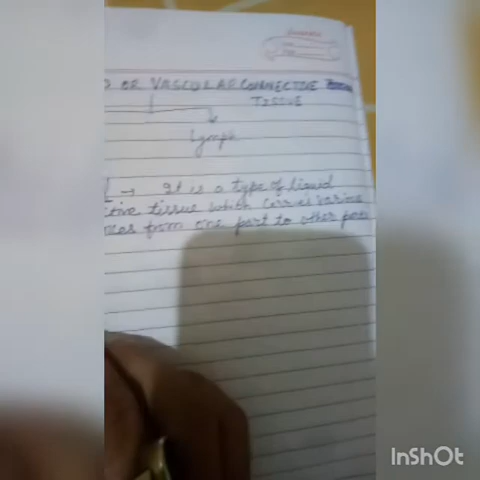 OR VASCULAR CONNECTIVE
TISSUE
Lymph
→ It is a type of liquid
tive tissue which carries various
nces from one part to other part
InShOt